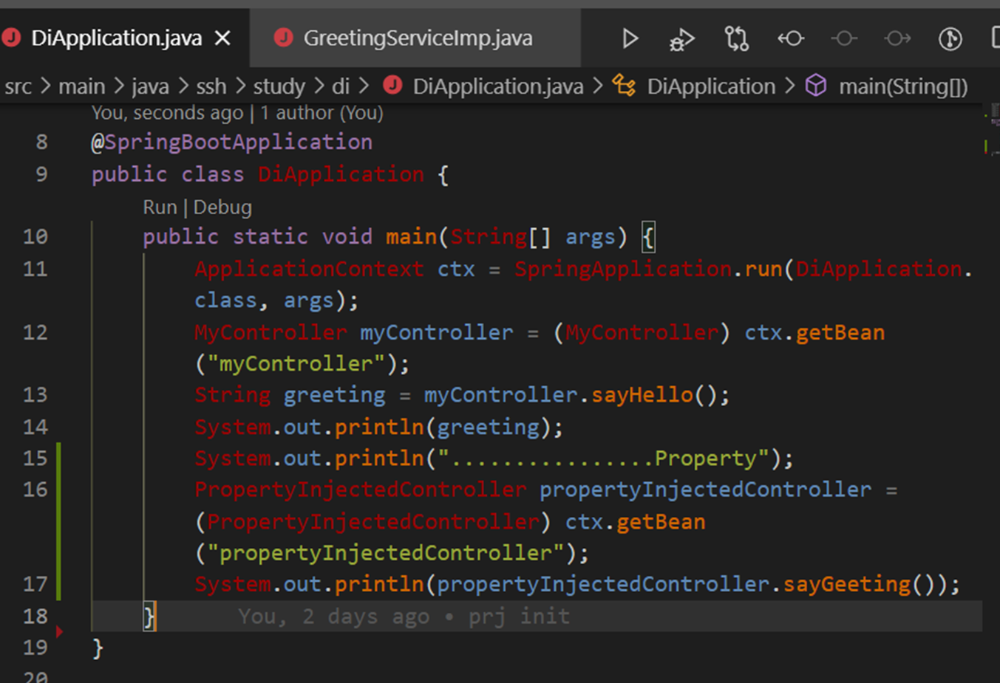 DiApplication.java
GreetingServiceImp.java
src > main > java > ssh > study > di > DiApplication.java > DiApplication > main(String[])
You, seconds ago | 1 author (You)
8 @SpringBootApplication
9 public class DiApplication {
Run | Debug
10 public static void main(String[] args) {
11 ApplicationContext ctx = SpringApplication.run(DiApplication.
class, args);
12 MyController myController = (MyController) ctx.getBean
("myController");
13 String greeting = myController.sayHello();
14 System.out.println(greeting);
15 System.out.println("................Property");
16 PropertyInjectedController propertyInjectedController =
(PropertyInjectedController) ctx.getBean
("propertyInjectedController");
17 System.out.println(propertyInjectedController.sayGeeting());
18 } You, 2 days ago • prj init
19 }
20